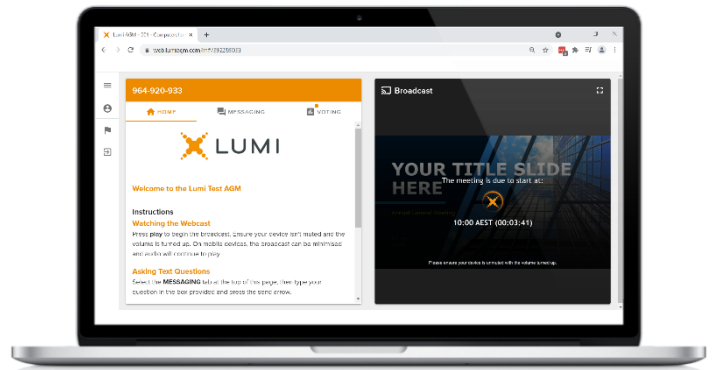 964-920-933
HOME
MESSAGING
VOTING
LUMI
Welcome to the Lumi Test AGM
Instructions
Watching the Webcast
Press play to begin the broadcast. Ensure your device isn't muted and the
volume is turned up. On mobile devices, the broadcast can be minimised
and audio will continue to play.
Asking Text Questions
Select the MESSAGING tab at the top of this page, then type your
question in the box provided and press the send arrow.
Broadcast
YOUR TITLE SLIDE
HERE
The meeting is due to start at:
10:00 AEST (00:03:41)
Please ensure your device is unmuted with the volume turned up.